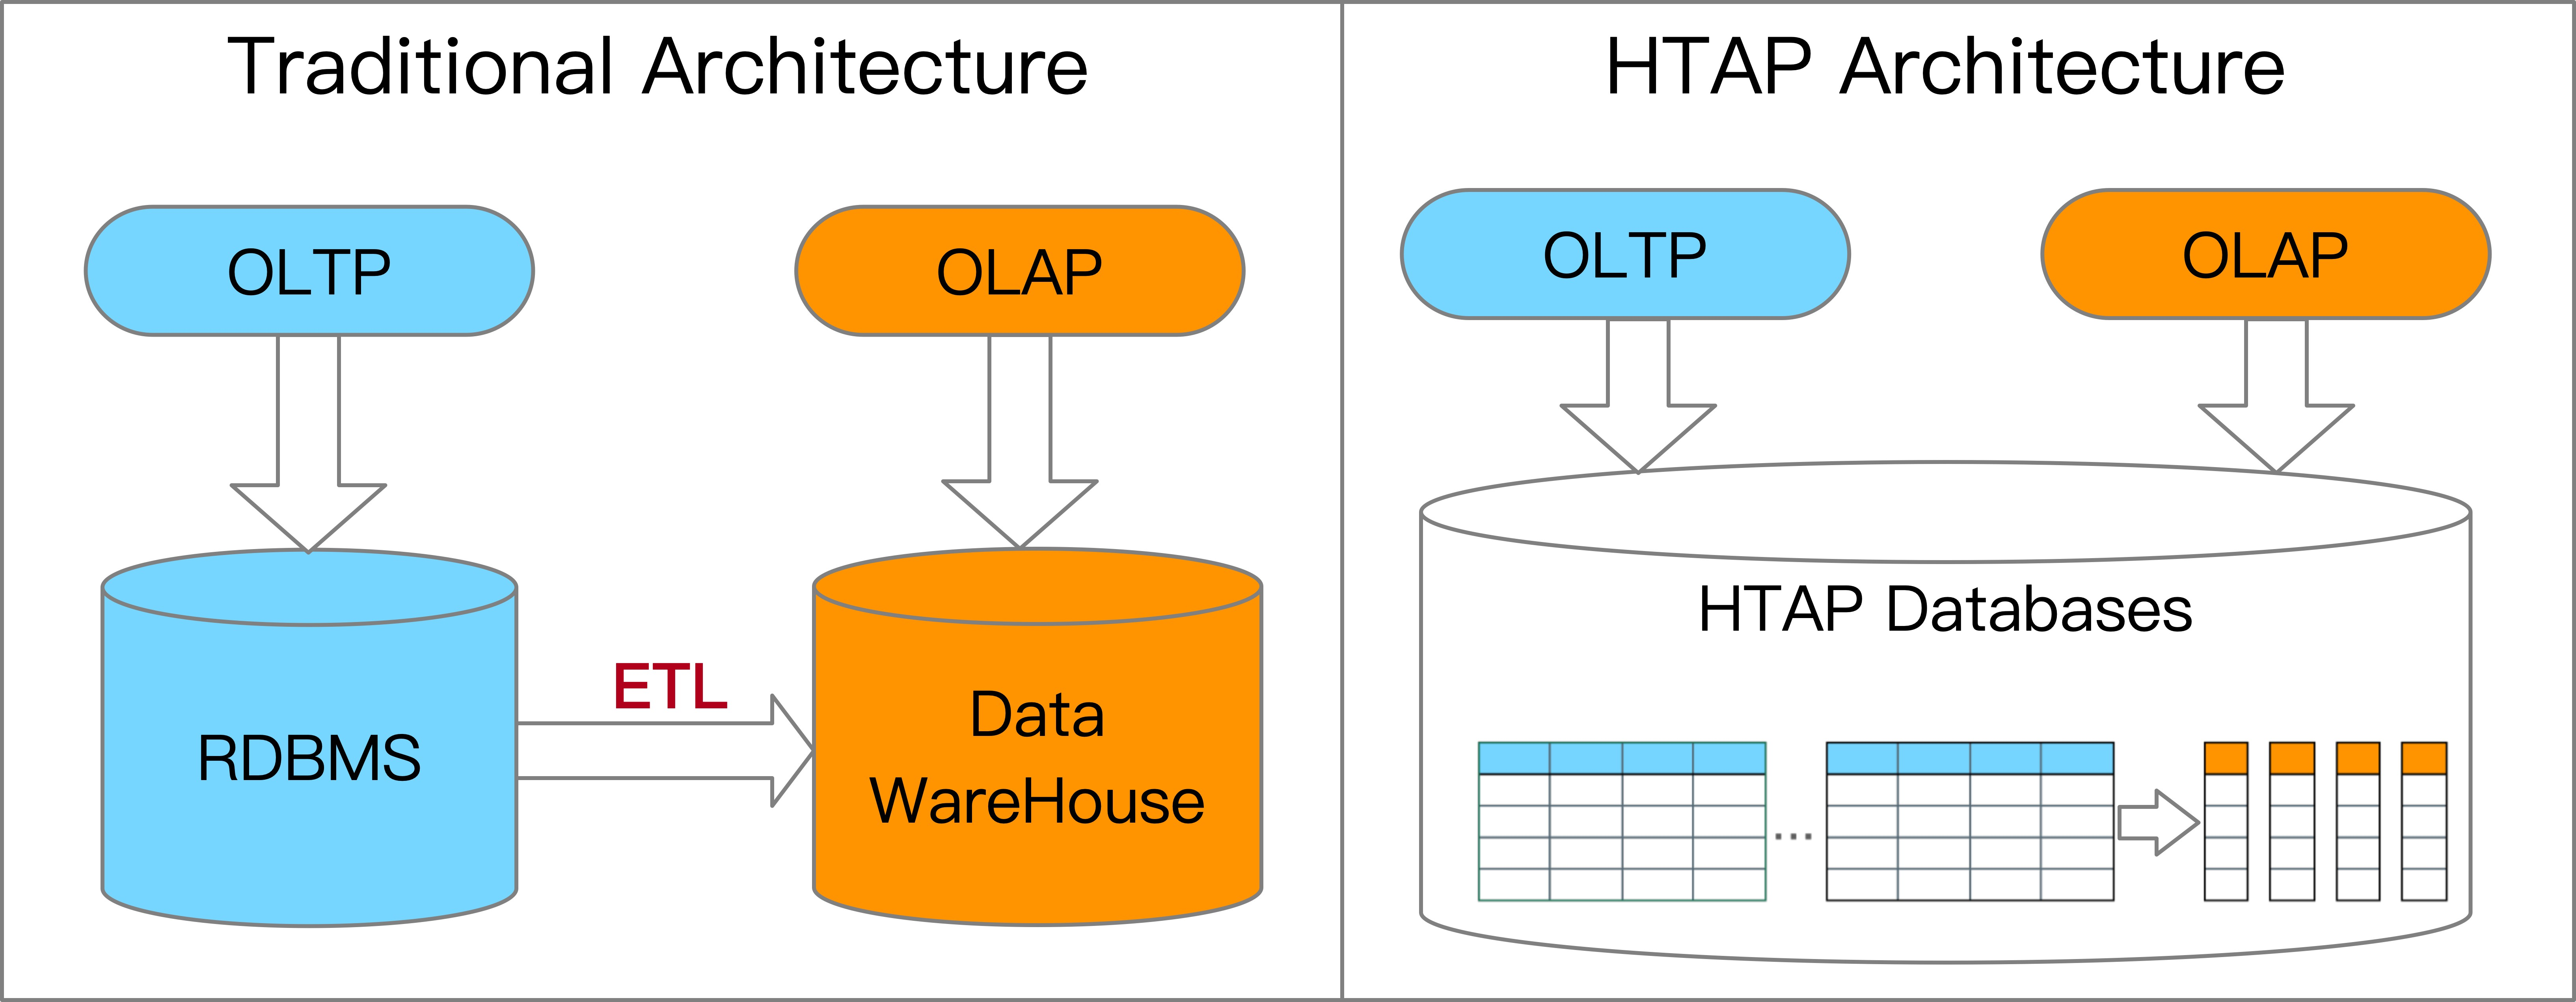 Traditional Architecture
OLTP
OLAP
ETL
RDBMS
Data
WareHouse
HTAP Architecture
OLTP
OLAP
HTAP Databases
...